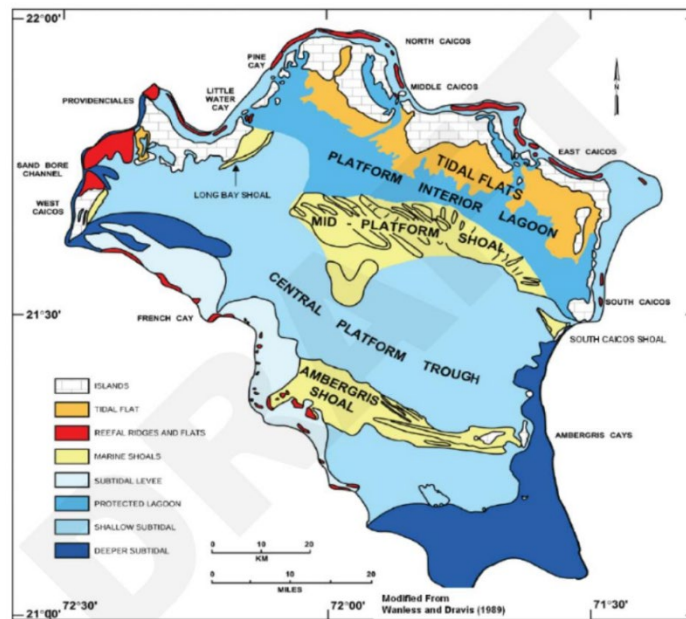 22°00'
NORTH CAICOS
PINE
CAY
MIDDLE CAICOS
LITTLE
WATER
CAY
PROVIDENCIALES
N
EAST CAICOS
SAND BORE
CHANNEL
TIDAL FLATS
PLATFORM INTERIOR LAGOON
WEST
CAICOS
LONG BAY SHOAL
MID - PLATFORM SHOAL
SOUTH CAICOS
21°30'
CENTRAL PLATFORM TROUGH
FRENCH CAY
SOUTH CAICOS SHOAL
AMBERGRIS
SHOAL
ISLANDS
TIDAL FLAT
REEFAL RIDGES AND FLATS
MARINE SHOALS
SUBTIDAL LEVEE
PROTECTED LAGOON
SHALLOW SUBTIDAL
DEEPER SUBTIDAL
AMBERGRIS CAYS
0 10 20
KM
0 10 20
MILES
Modified From
Wanless and Dravis (1989)
21°00'
72°30' 72°00' 71°30'
DRAFT